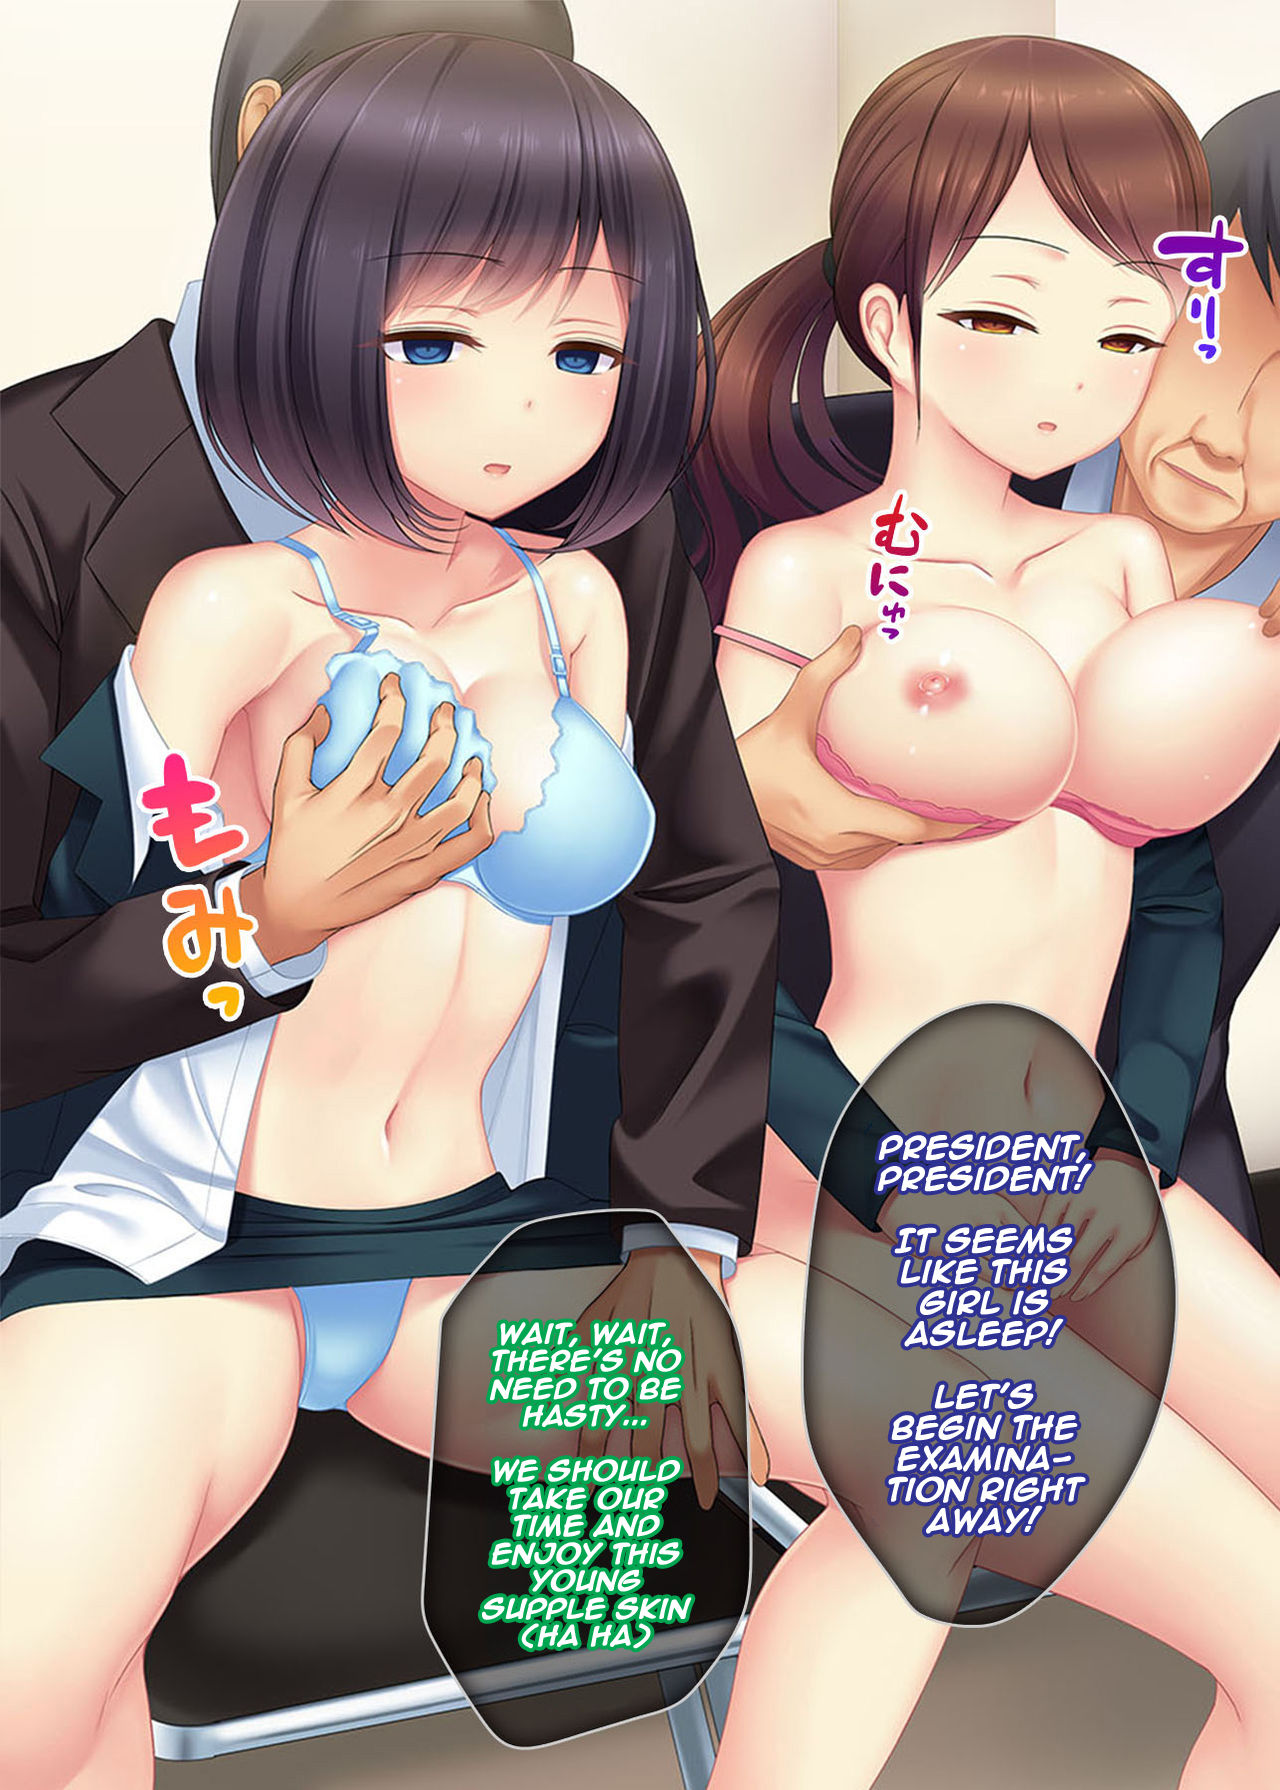 すりっ
むにゅっ
もみっ
PRESIDENT,
PRESIDENT!
IT SEEMS
LIKE THIS
GIRL IS
ASLEEP!
LET'S
BEGIN THE
EXAMINA-
TION RIGHT
AWAY!
WAIT, WAIT,
THERE'S NO
NEED TO BE
HASTY...
WE SHOULD
TAKE OUR
TIME AND
ENJOY THIS
YOUNG
SUPPLE SKIN
(HA HA)